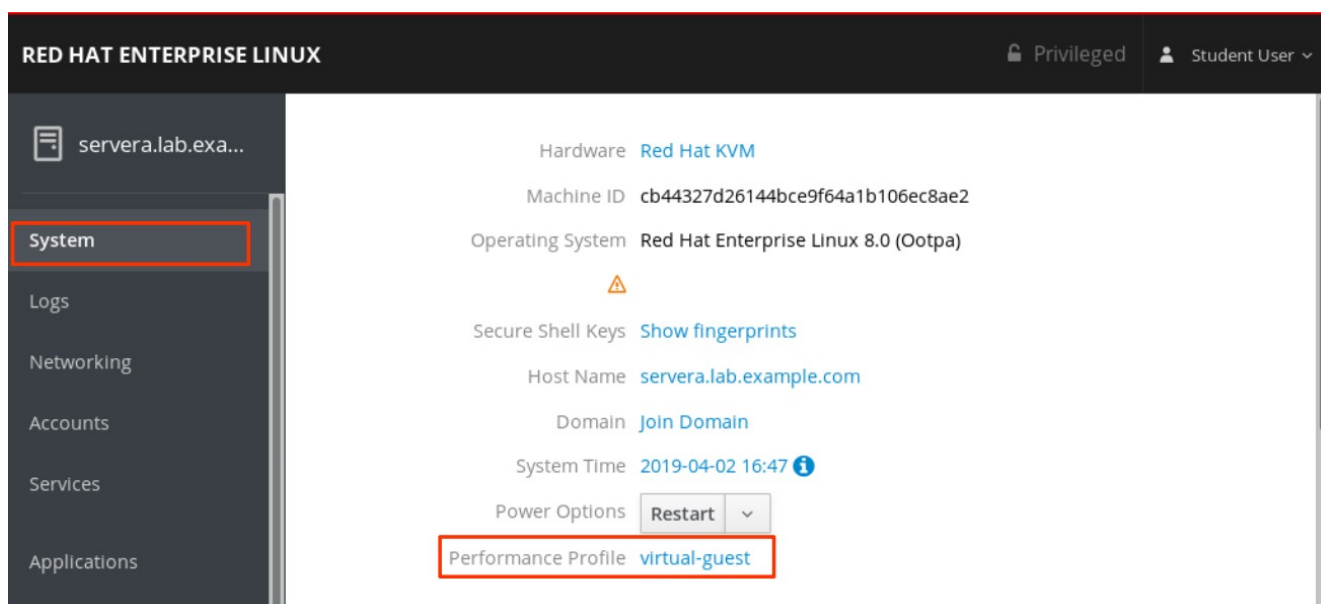 RED HAT ENTERPRISE LINUX
Privileged
Student User
servera.lab.exa...
System
Logs
Networking
Accounts
Services
Applications
Hardware Red Hat KVM
Machine ID cb44327d26144bce9f64a1b106ec8ae2
Operating System Red Hat Enterprise Linux 8.0 (Ootpa)
Secure Shell Keys Show fingerprints
Host Name servera.lab.example.com
Domain Join Domain
System Time 2019-04-02 16:47
Power Options Restart
Performance Profile virtual-guest